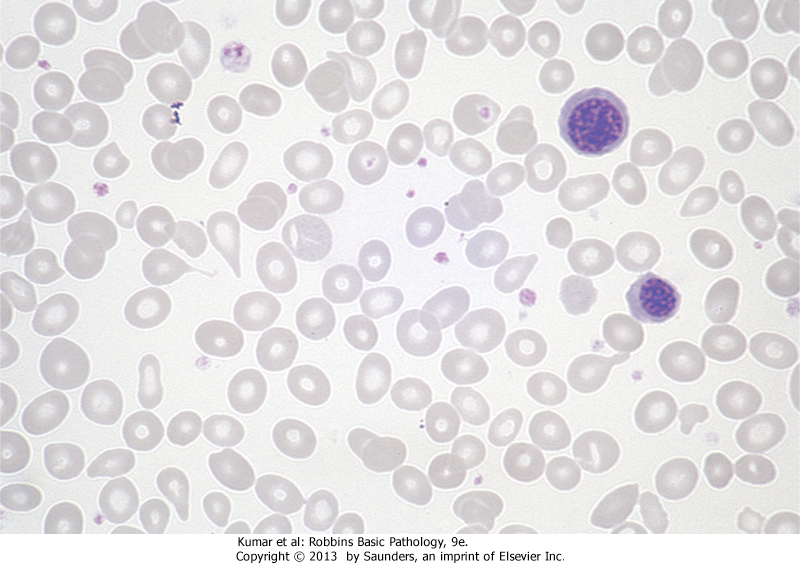 Kumar et al: Robbins Basic Pathology, 9e.
Copyright © 2013 by Saunders, an imprint of Elsevier Inc.